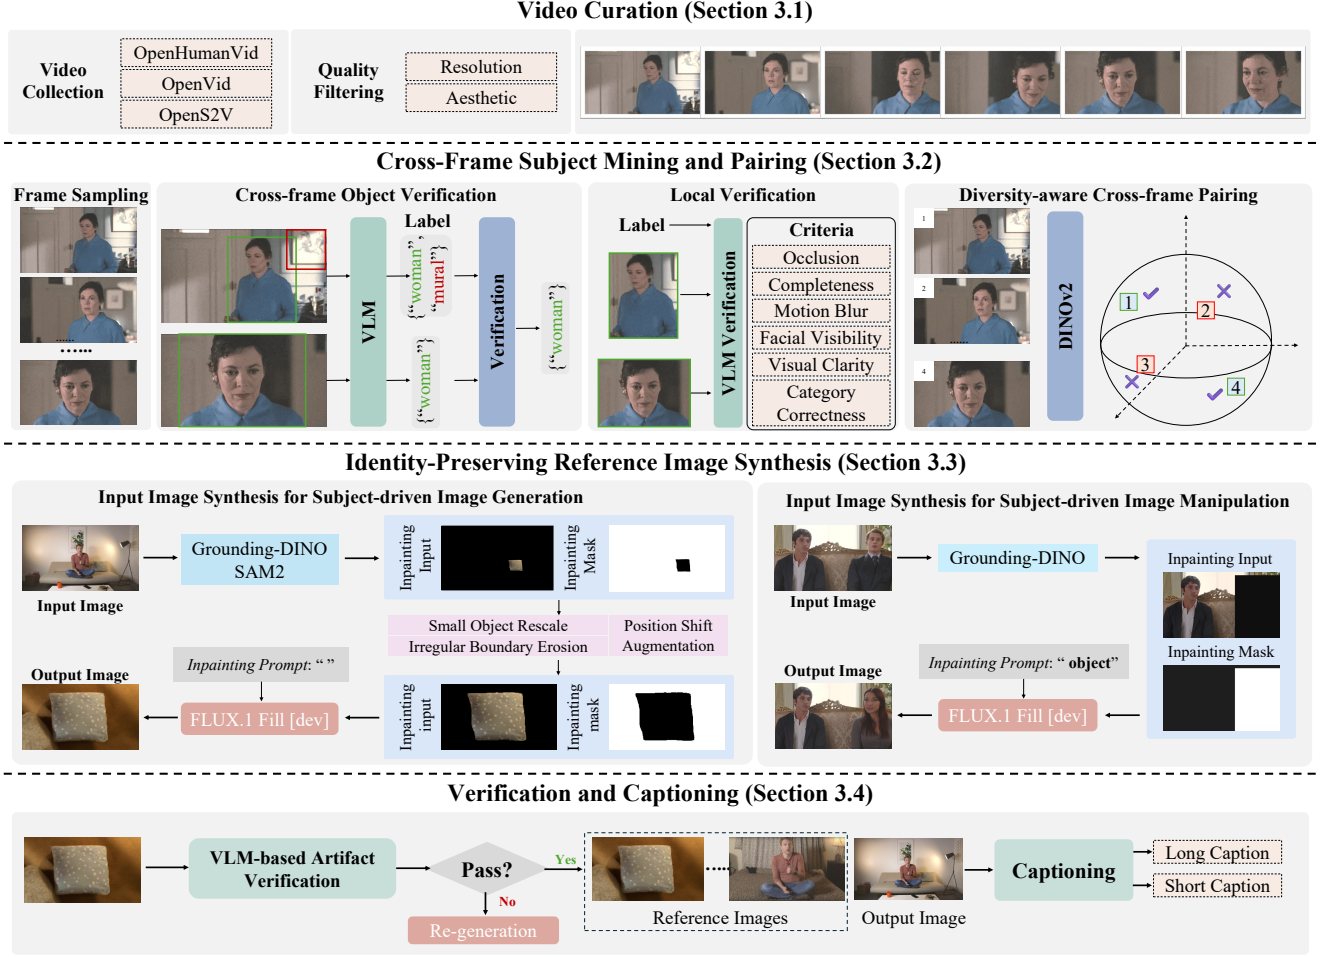 Video Curation (Section 3.1)
Video
Collection
OpenHumanVid
OpenVid
OpenS2V
Quality
Filtering
Resolution
Aesthetic
Cross-Frame Subject Mining and Pairing (Section 3.2)
Frame Sampling
......
......
Cross-frame Object Verification
VLM
Label
{“woman”,
“mural”}
{“woman”}
Verification
{“woman”}
Local Verification
Label
VLM Verification
Criteria
Occlusion
Completeness
Motion Blur
Facial Visibility
Visual Clarity
Category
Correctness
Diversity-aware Cross-frame Pairing
1
2
......
4
DINOv2
1
2
3
4
Identity-Preserving Reference Image Synthesis (Section 3.3)
Input Image Synthesis for Subject-driven Image Generation
Input Image
Grounding-DINO
SAM2
Inpainting
Input
Inpainting
Mask
Small Object Rescale
Irregular Boundary Erosion
Position Shift
Augmentation
Inpainting
input
Inpainting
mask
Inpainting Prompt: “ ”
FLUX.1 Fill [dev]
Output Image
Input Image Synthesis for Subject-driven Image Manipulation
Input Image
Grounding-DINO
Inpainting Input
Inpainting Mask
Inpainting Prompt: “ object”
FLUX.1 Fill [dev]
Output Image
Verification and Captioning (Section 3.4)
VLM-based Artifact
Verification
Pass?
Yes
No
Re-generation
......
Reference Images
Output Image
Captioning
Long Caption
Short Caption